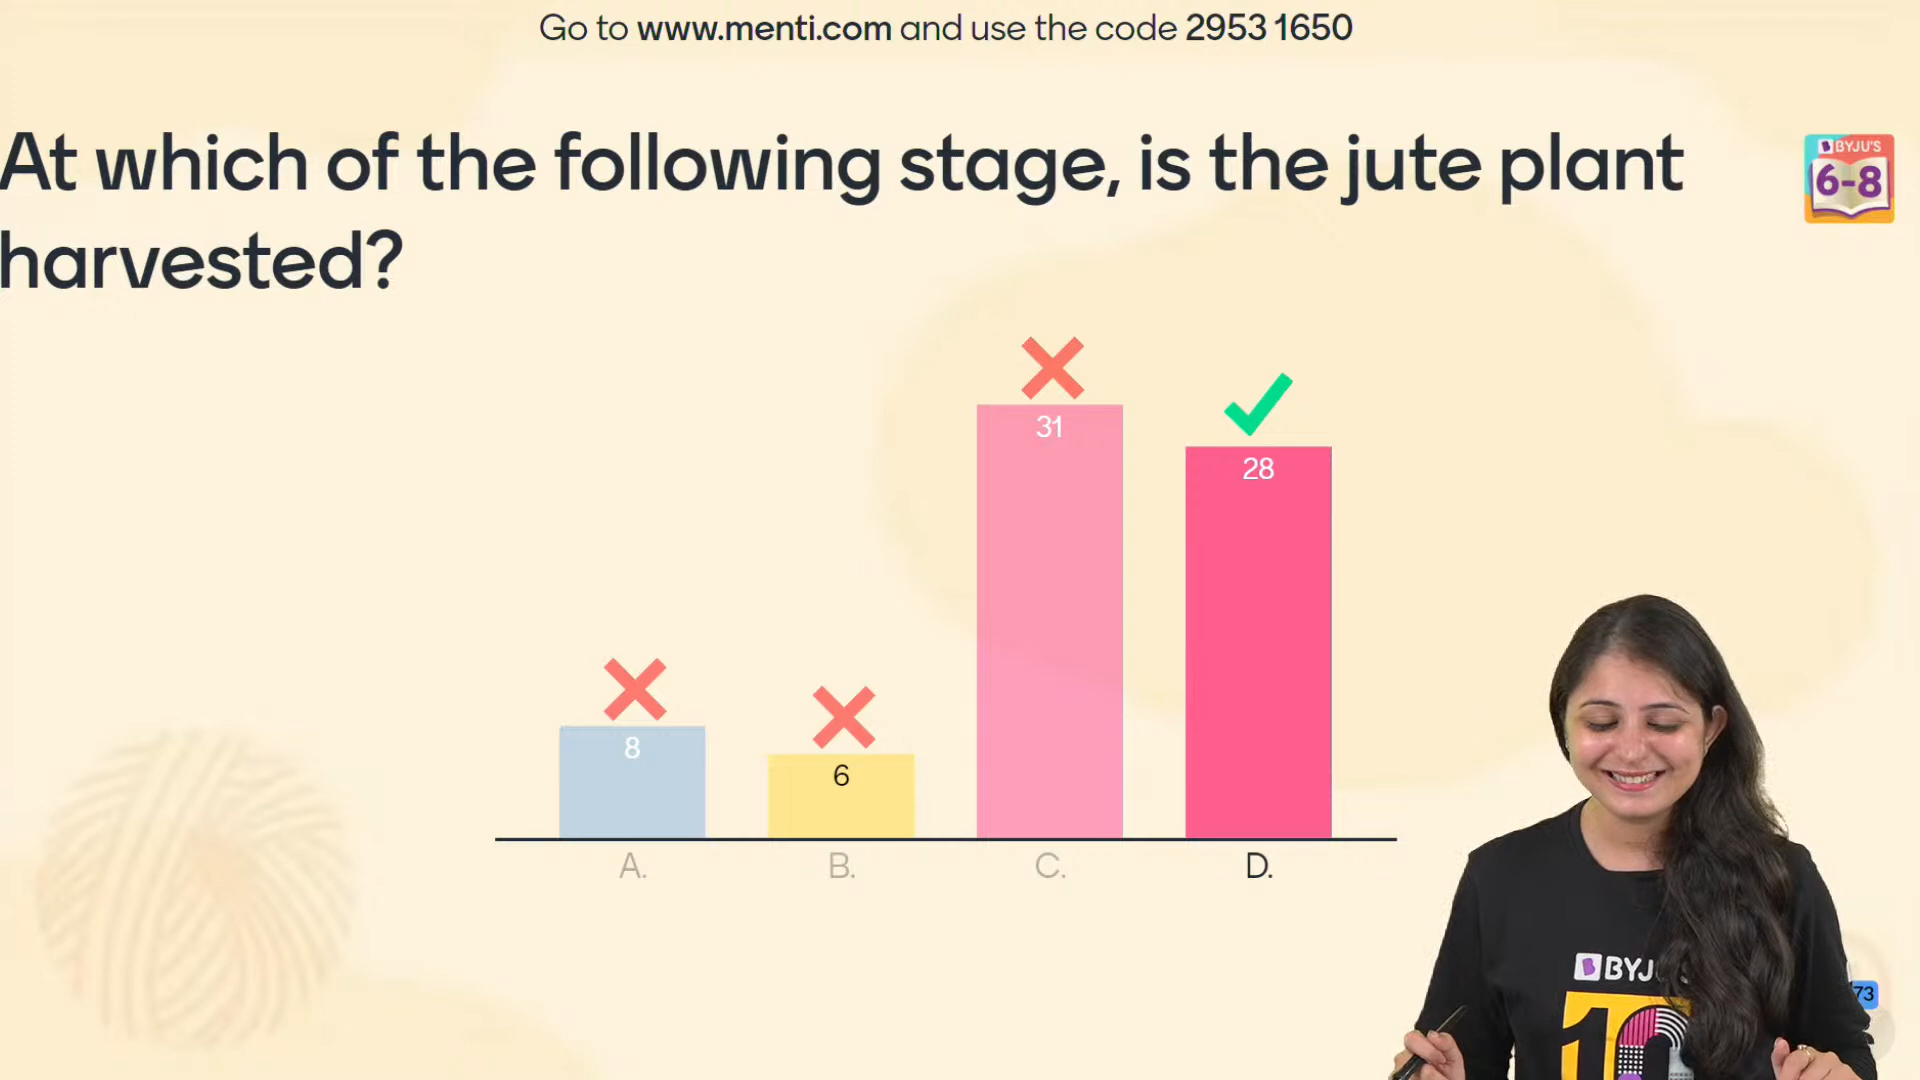 Go to www.menti.com and use the code 2953 1650
At which of the following stage, is the jute plant
harvested?
BYJU'S
6-8
31
28
8
6
A.
B.
C.
D.
BYJ
73
10